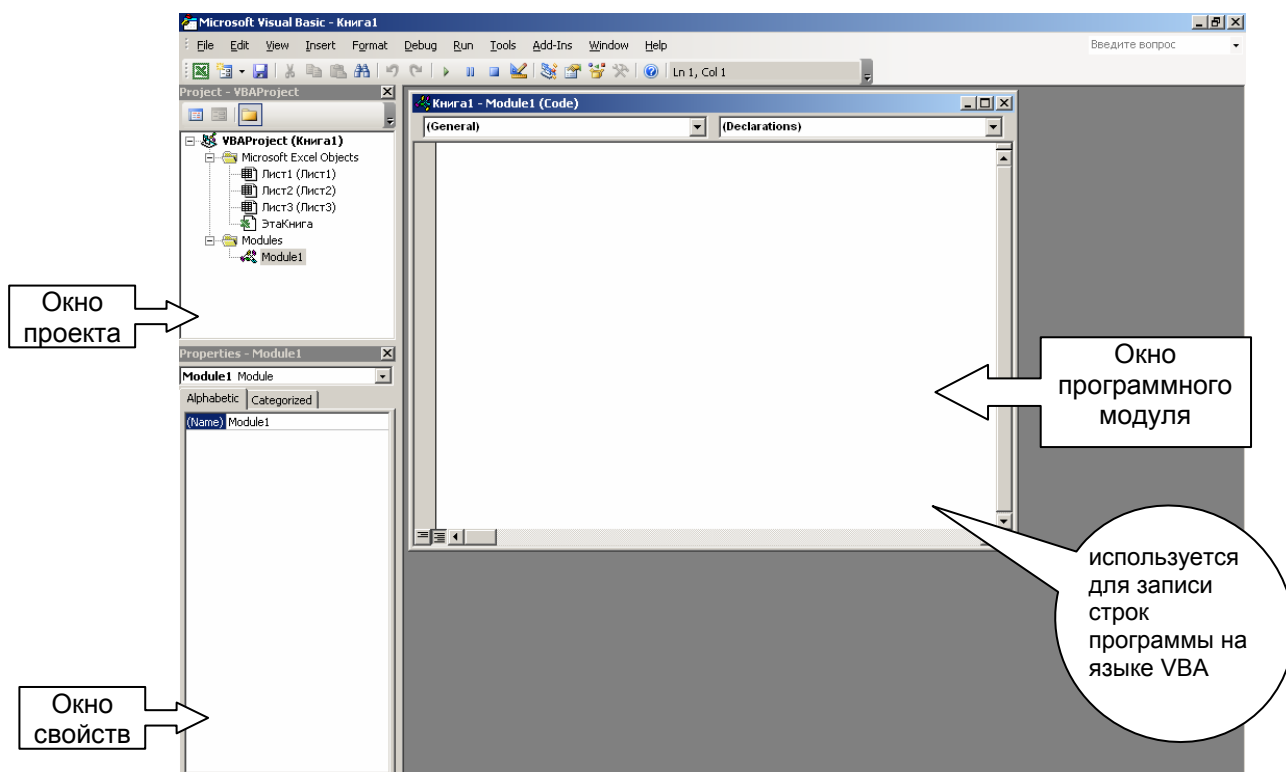 Microsoft Visual Basic - Книга1
File Edit View Insert Format Debug Run Tools Add-Ins Window Help
Введите вопрос
Ln 1, Col 1
Project - VBAProject
VBAProject (Книга1)
Microsoft Excel Objects
Лист1 (Лист1)
Лист2 (Лист2)
Лист3 (Лист3)
ЭтаКнига
Modules
Module1
Книга1 - Module1 (Code)
(General)
(Declarations)
Окно
проекта
Properties - Module1
Module1 Module
Alphabetic Categorized
(Name) Module1
Окно
программного
модуля
используется
для записи
строк
программы на
языке VBA
Окно
свойств